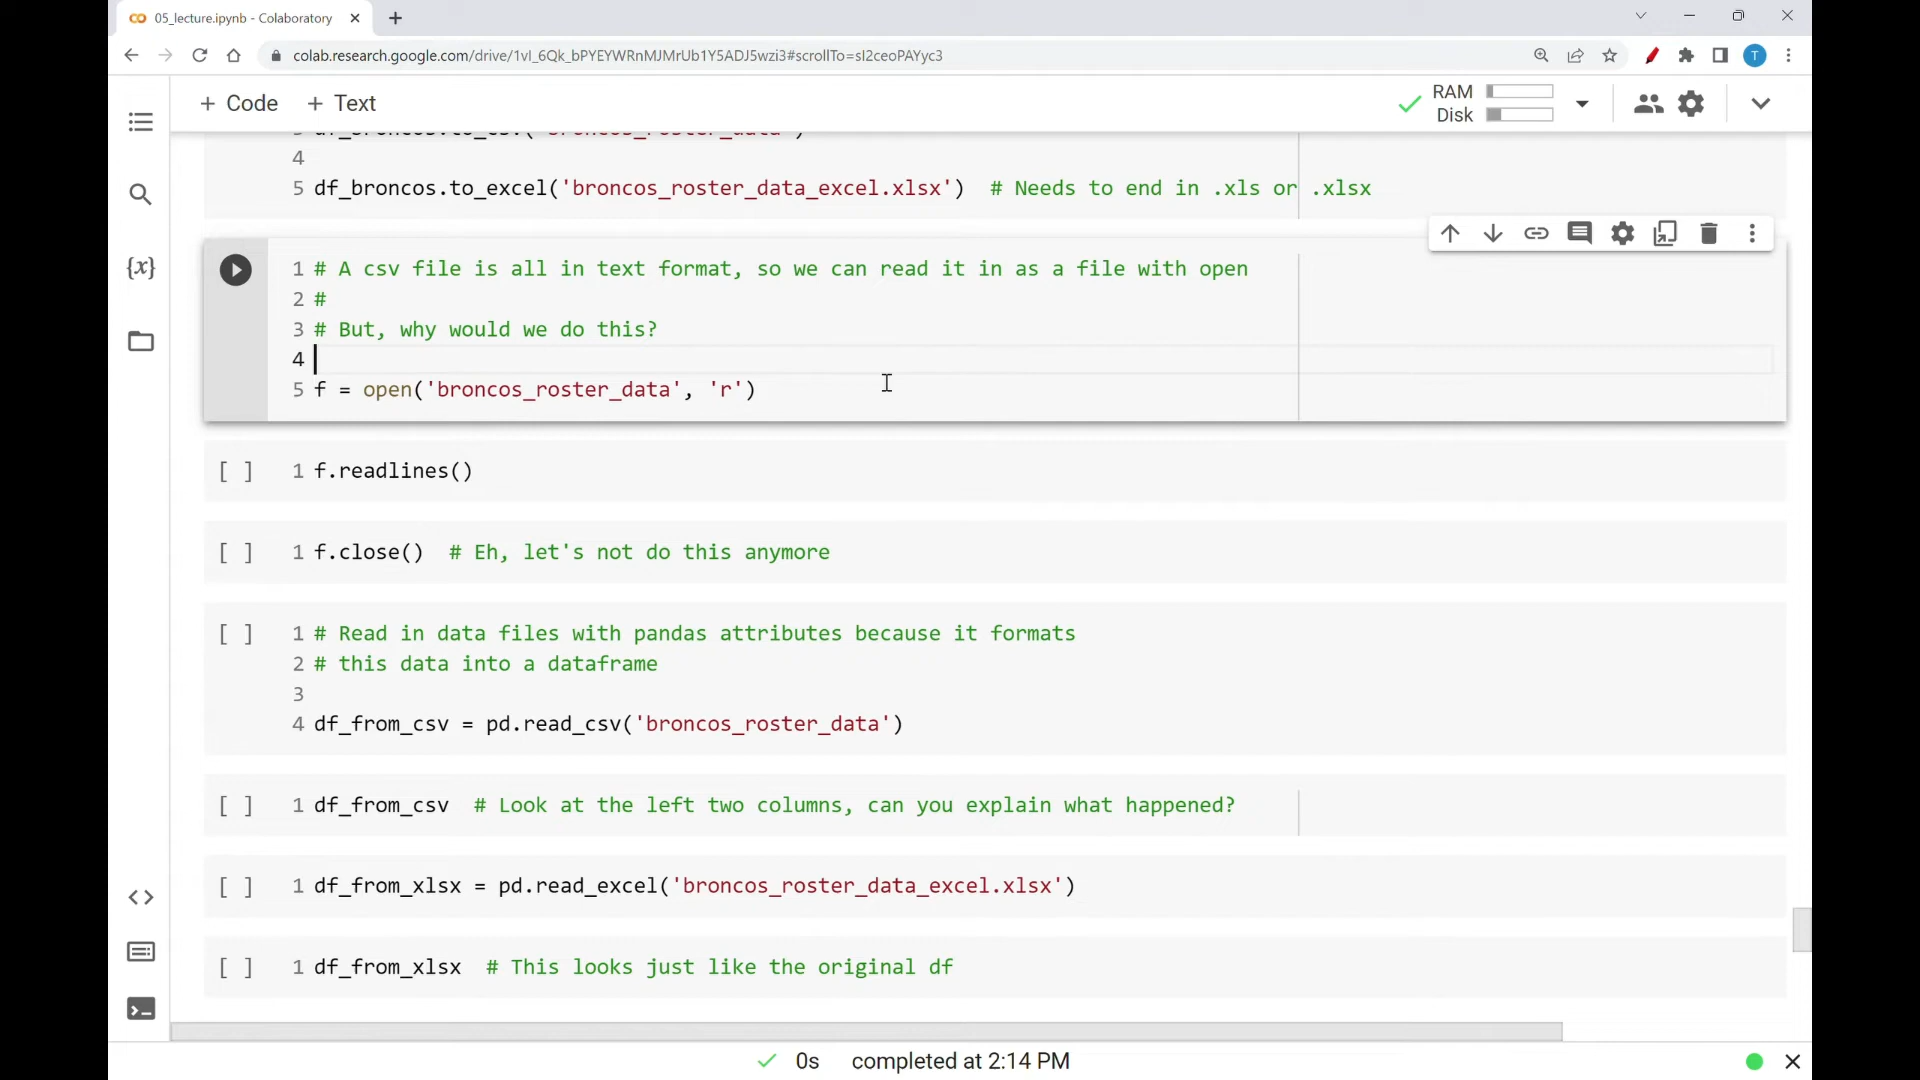 05_lecture.ipynb - Colaboratory
colab.research.google.com/drive/1vI_6Qk_bPYEYWRnMJMrUb1Y5ADJ5wzi3#scrollTo=sI2ceoPAYyc3
T
+ Code + Text
RAM
Disk
4
5 df_broncos.to_excel('broncos_roster_data_excel.xlsx') # Needs to end in .xls or .xlsx
1 # A csv file is all in text format, so we can read it in as a file with open
2 #
3 # But, why would we do this?
4
5 f = open('broncos_roster_data', 'r')
[ ] 1 f.readlines()
[ ] 1 f.close() # Eh, let's not do this anymore
[ ] 1 # Read in data files with pandas attributes because it formats
2 # this data into a dataframe
3
4 df_from_csv = pd.read_csv('broncos_roster_data')
[ ] 1 df_from_csv # Look at the left two columns, can you explain what happened?
[ ] 1 df_from_xlsx = pd.read_excel('broncos_roster_data_excel.xlsx')
[ ] 1 df_from_xlsx # This looks just like the original df
0s completed at 2:14 PM